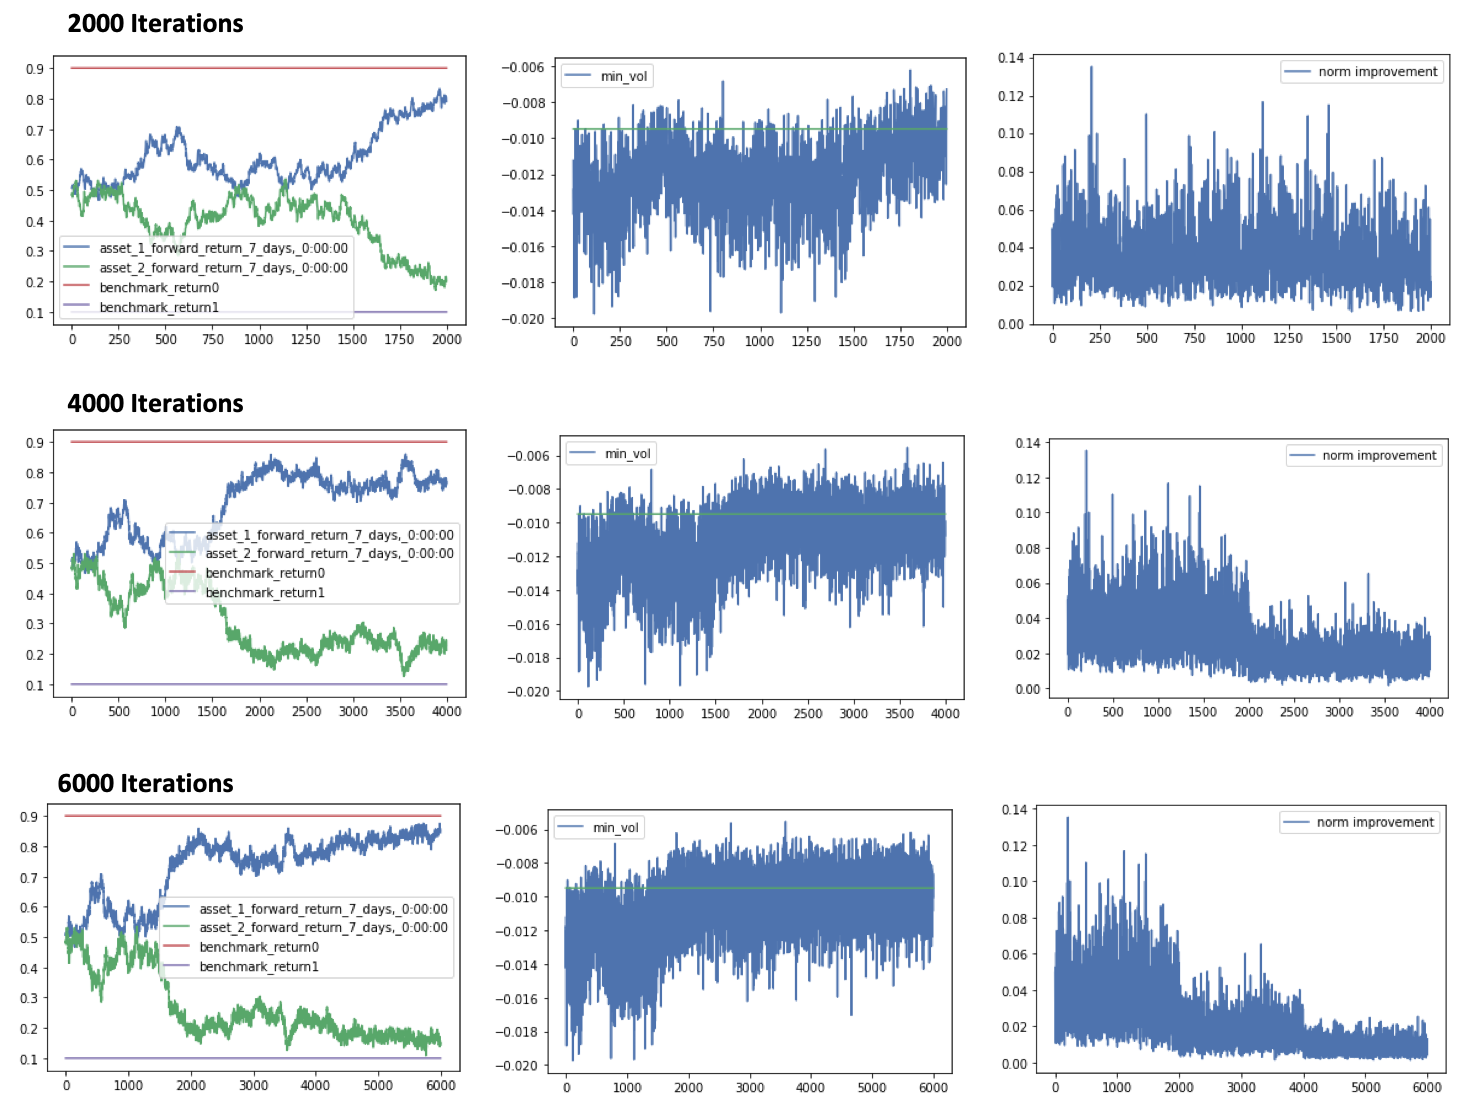 2000 Iterations
0.9
0.8
0.7
0.6
0.5
0.4
0.3
0.2
0.1
asset_1_forward_return_7_days,_0:00:00
asset_2_forward_return_7_days,_0:00:00
benchmark_return0
benchmark_return1
0 250 500 750 1000 1250 1500 1750 2000
−0.006
−0.008
−0.010
−0.012
−0.014
−0.016
−0.018
−0.020
min_vol
0 250 500 750 1000 1250 1500 1750 2000
0.14
0.12
0.10
0.08
0.06
0.04
0.02
0.00
norm improvement
0 250 500 750 1000 1250 1500 1750 2000
4000 Iterations
0.9
0.8
0.7
0.6
0.5
0.4
0.3
0.2
0.1
asset_1_forward_return_7_days,_0:00:00
asset_2_forward_return_7_days,_0:00:00
benchmark_return0
benchmark_return1
0 500 1000 1500 2000 2500 3000 3500 4000
−0.006
−0.008
−0.010
−0.012
−0.014
−0.016
−0.018
−0.020
min_vol
0 500 1000 1500 2000 2500 3000 3500 4000
0.14
0.12
0.10
0.08
0.06
0.04
0.02
0.00
norm improvement
0 500 1000 1500 2000 2500 3000 3500 4000
6000 Iterations
0.9
0.8
0.7
0.6
0.5
0.4
0.3
0.2
0.1
asset_1_forward_return_7_days,_0:00:00
asset_2_forward_return_7_days,_0:00:00
benchmark_return0
benchmark_return1
0 1000 2000 3000 4000 5000 6000
−0.006
−0.008
−0.010
−0.012
−0.014
−0.016
−0.018
−0.020
min_vol
0 1000 2000 3000 4000 5000 6000
0.14
0.12
0.10
0.08
0.06
0.04
0.02
0.00
norm improvement
0 1000 2000 3000 4000 5000 6000